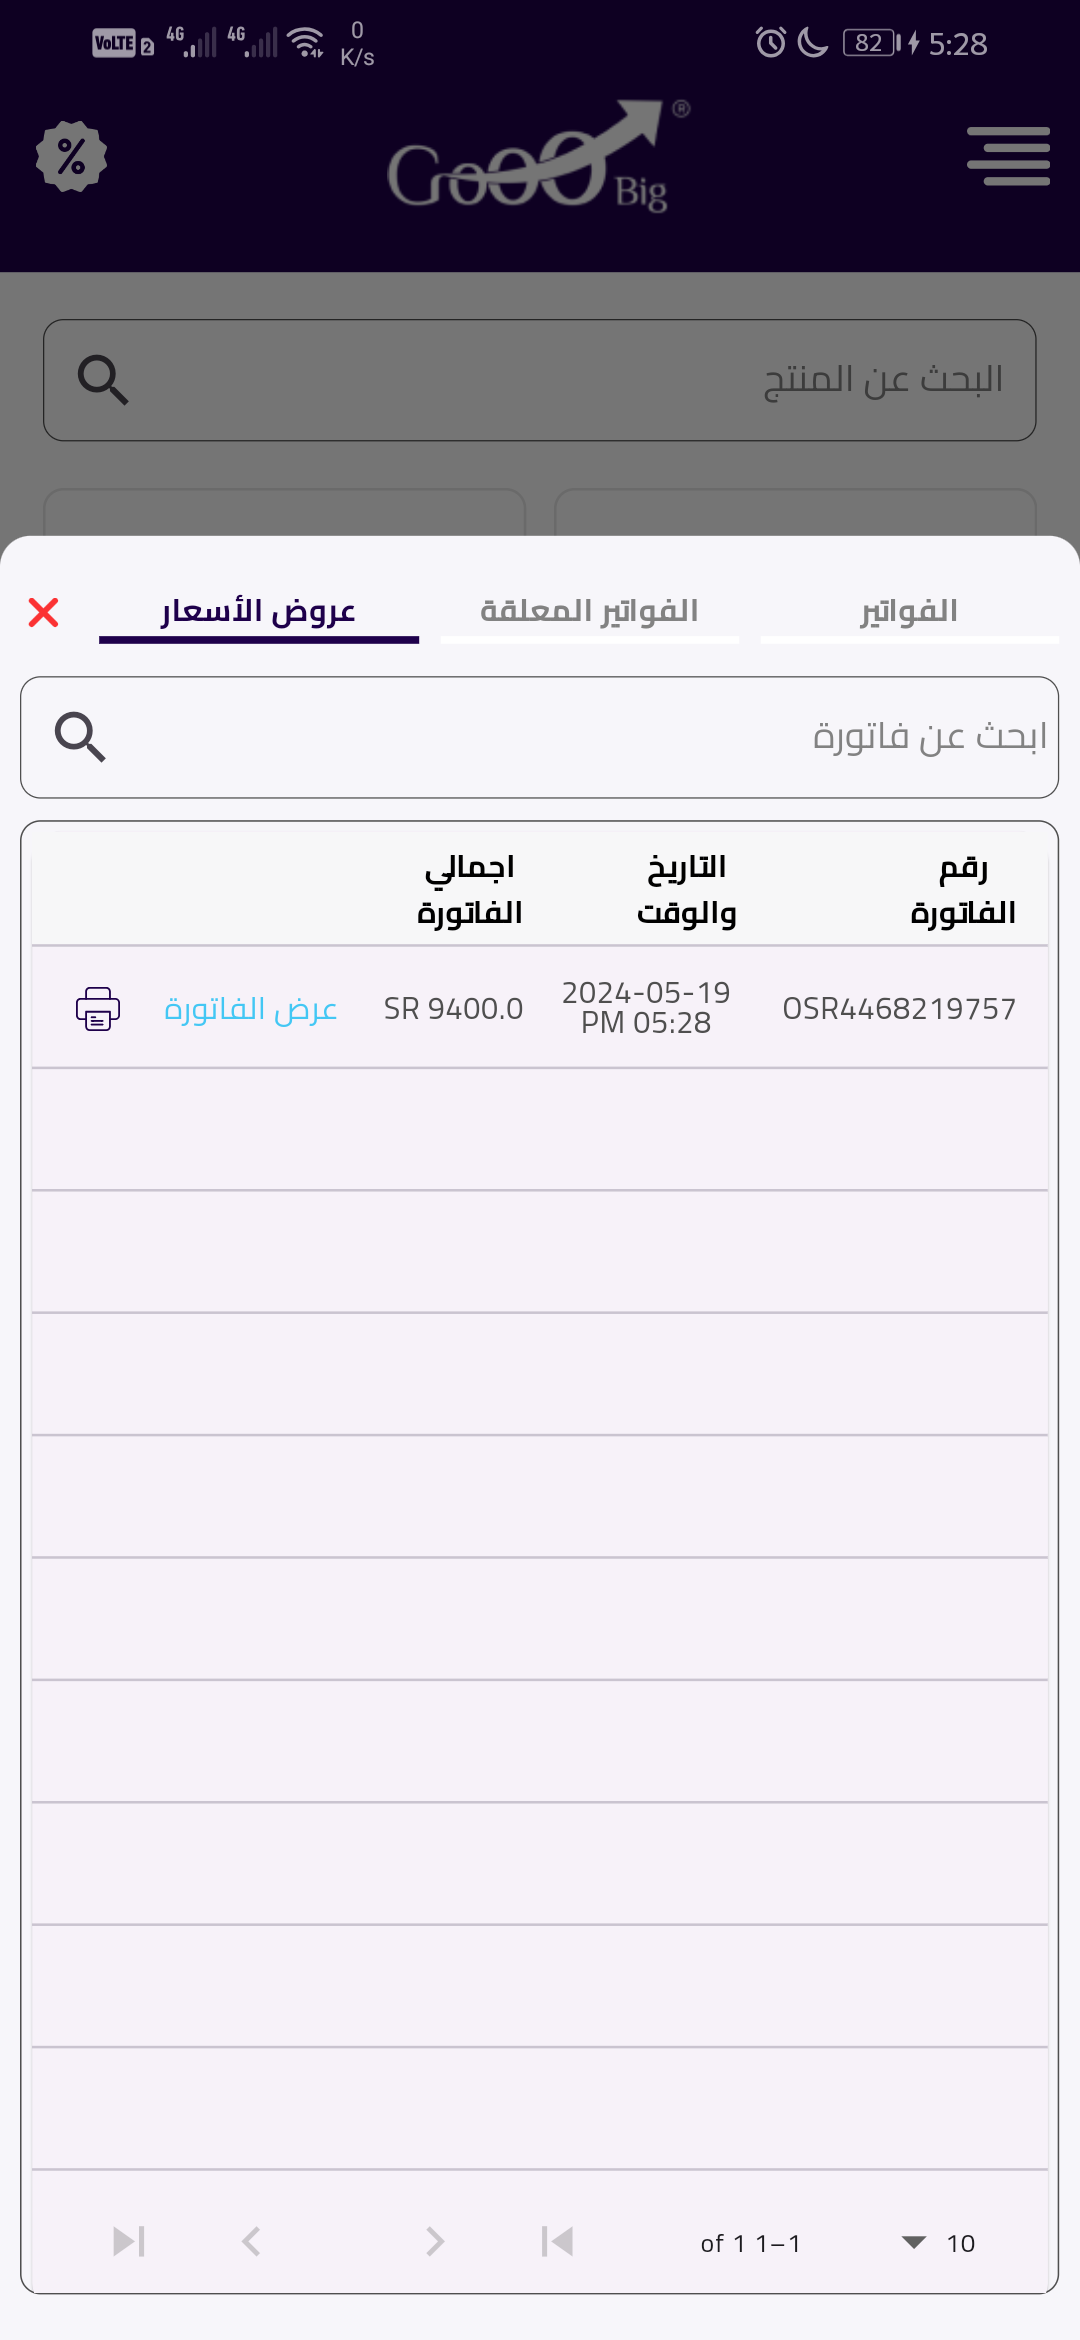 VoLTE 2 4G 4G 0 K/s 82 5:28
GoOO Big ®
البحث عن المنتج
الفواتير الفواتير المعلقة عروض الأسعار
ابحث عن فاتورة
رقم الفاتورة التاريخ والوقت اجمالي الفاتورة
OSR4468219757 2024-05-19 PM 05:28 SR 9400.0 عرض الفاتورة
10 of 1 1–1